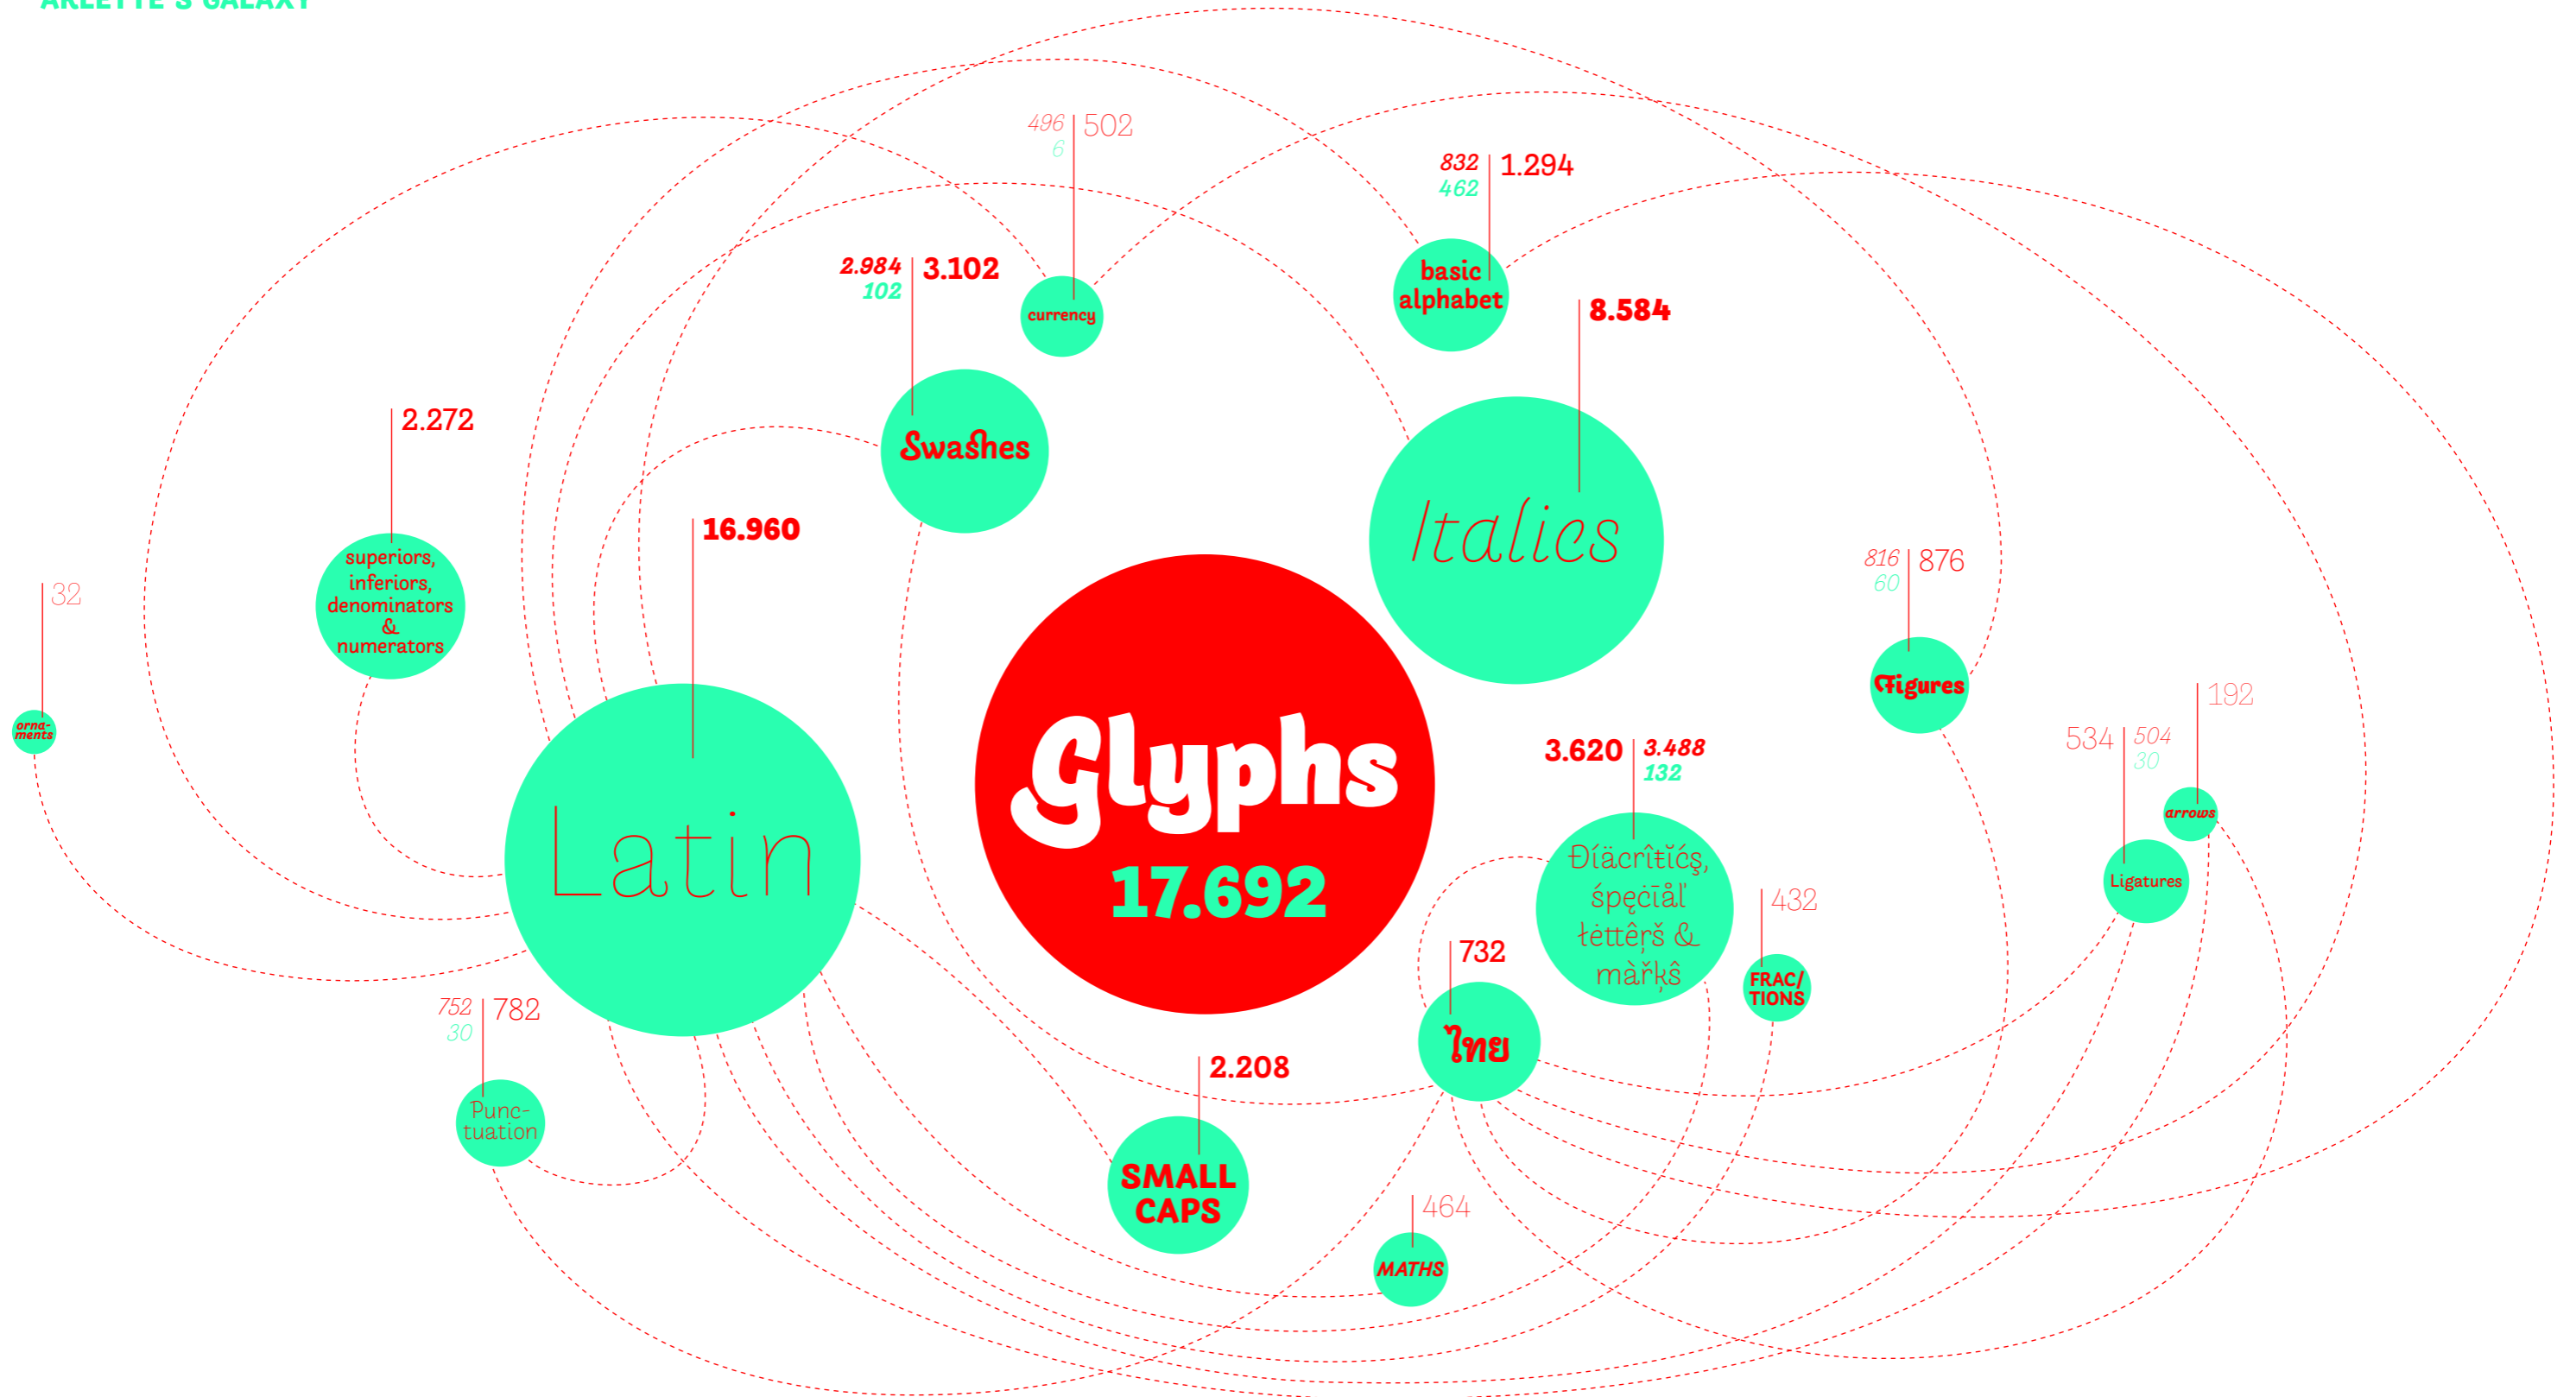 ARLETTE'S GALAXY
496 502
6
832 1.294
462
2.984 3.102
102
currency
basic
alphabet
8.584
2.272
Swashes
16.960
Italics
superiors,
inferiors,
denominators
&
numerators
32
816 876
60
Figures
192
orna-
ments
534 504
30
3.620 3.488
132
Glyphs
17.692
arrows
Latin
Ligatures
Ðíäcrîŧĭćş,
śpęċīåľ
łėttêŗš &
màřķŝ
432
732
FRAC/
TIONS
752 782
30
ไทย
2.208
Punc-
tuation
SMALL
CAPS
464
MATHS